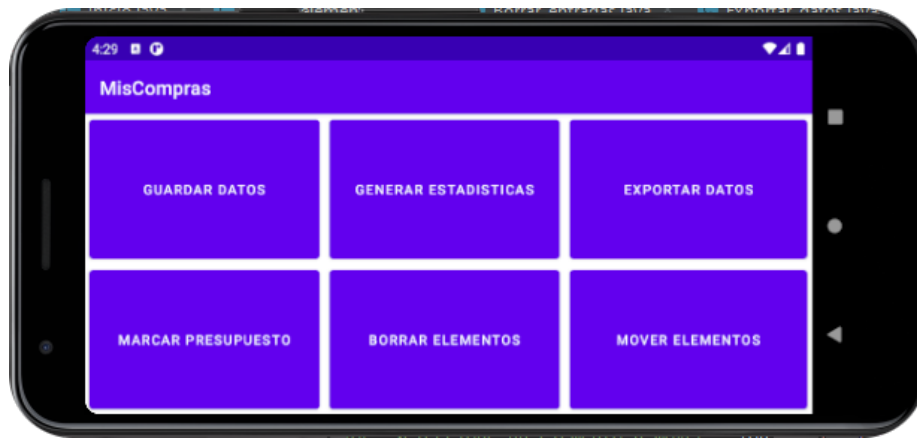 4:29
MisCompras
GUARDAR DATOS
GENERAR ESTADISTICAS
EXPORTAR DATOS
MARCAR PRESUPUESTO
BORRAR ELEMENTOS
MOVER ELEMENTOS